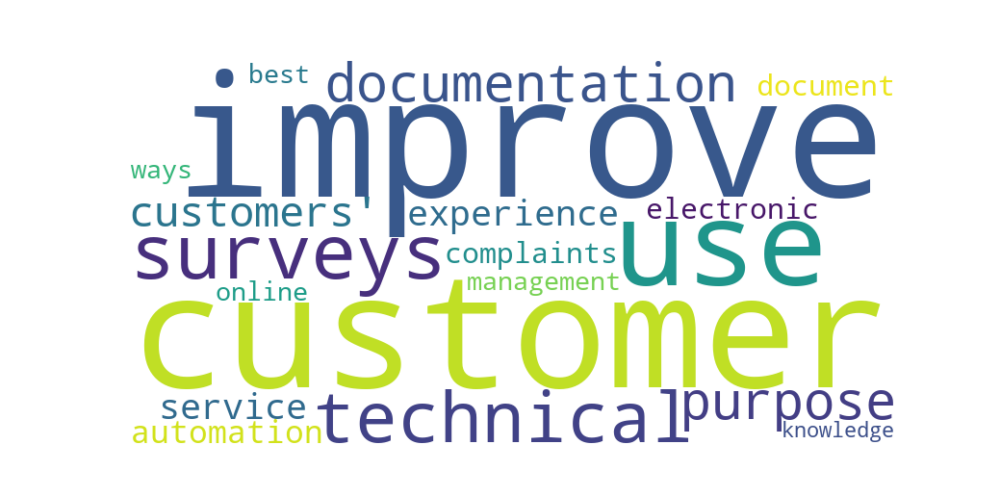 best
documentation
document
improve
ways
customers'
experience
electronic
surveys
complaints
use
management
online
customer
service
technical
purpose
automation
knowledge